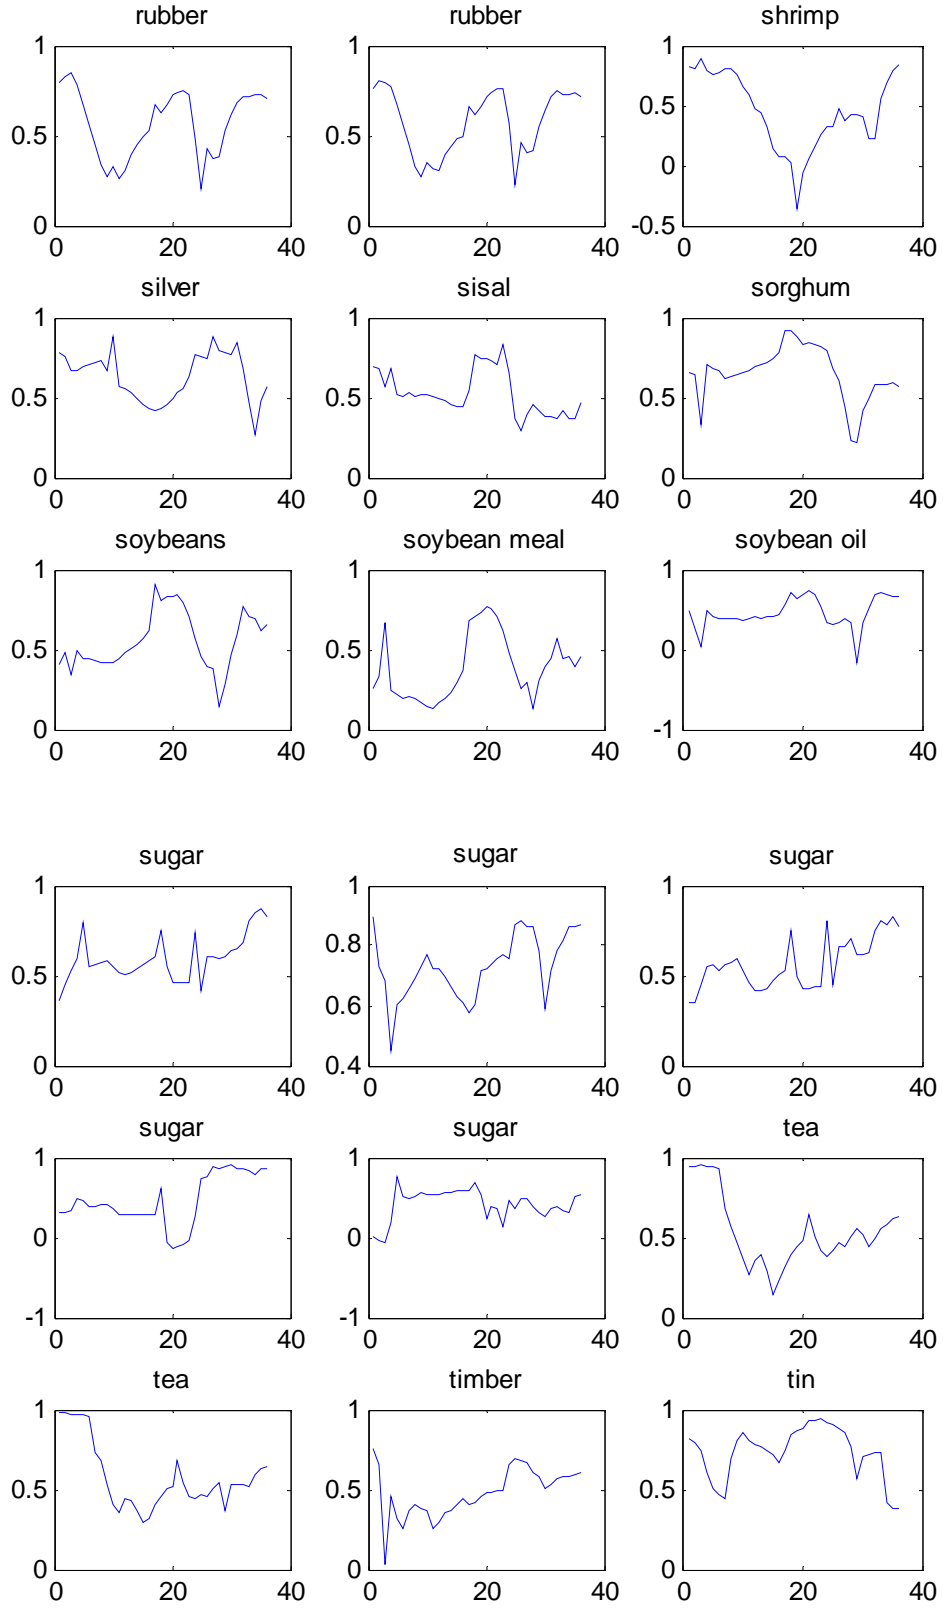 rubber rubber shrimp
1 1 1
0.5 0.5 0.5
0
0 0 -0.5
0 20 40 0 20 40 0 20 40
silver sisal sorghum
1 1 1
0.5 0.5 0.5
0 0 0
0 20 40 0 20 40 0 20 40
soybeans soybean meal soybean oil
1 1 1
0.5 0.5 0
0 0 -1
0 20 40 0 20 40 0 20 40
sugar sugar sugar
1 1 1
0.8
0.5 0.5
0.6
0 0.4 0
0 20 40 0 20 40 0 20 40
sugar sugar tea
1 1 1
0 0 0.5
-1 -1 0
0 20 40 0 20 40 0 20 40
tea timber tin
1 1 1
0.5 0.5 0.5
0 0 0
0 20 40 0 20 40 0 20 40